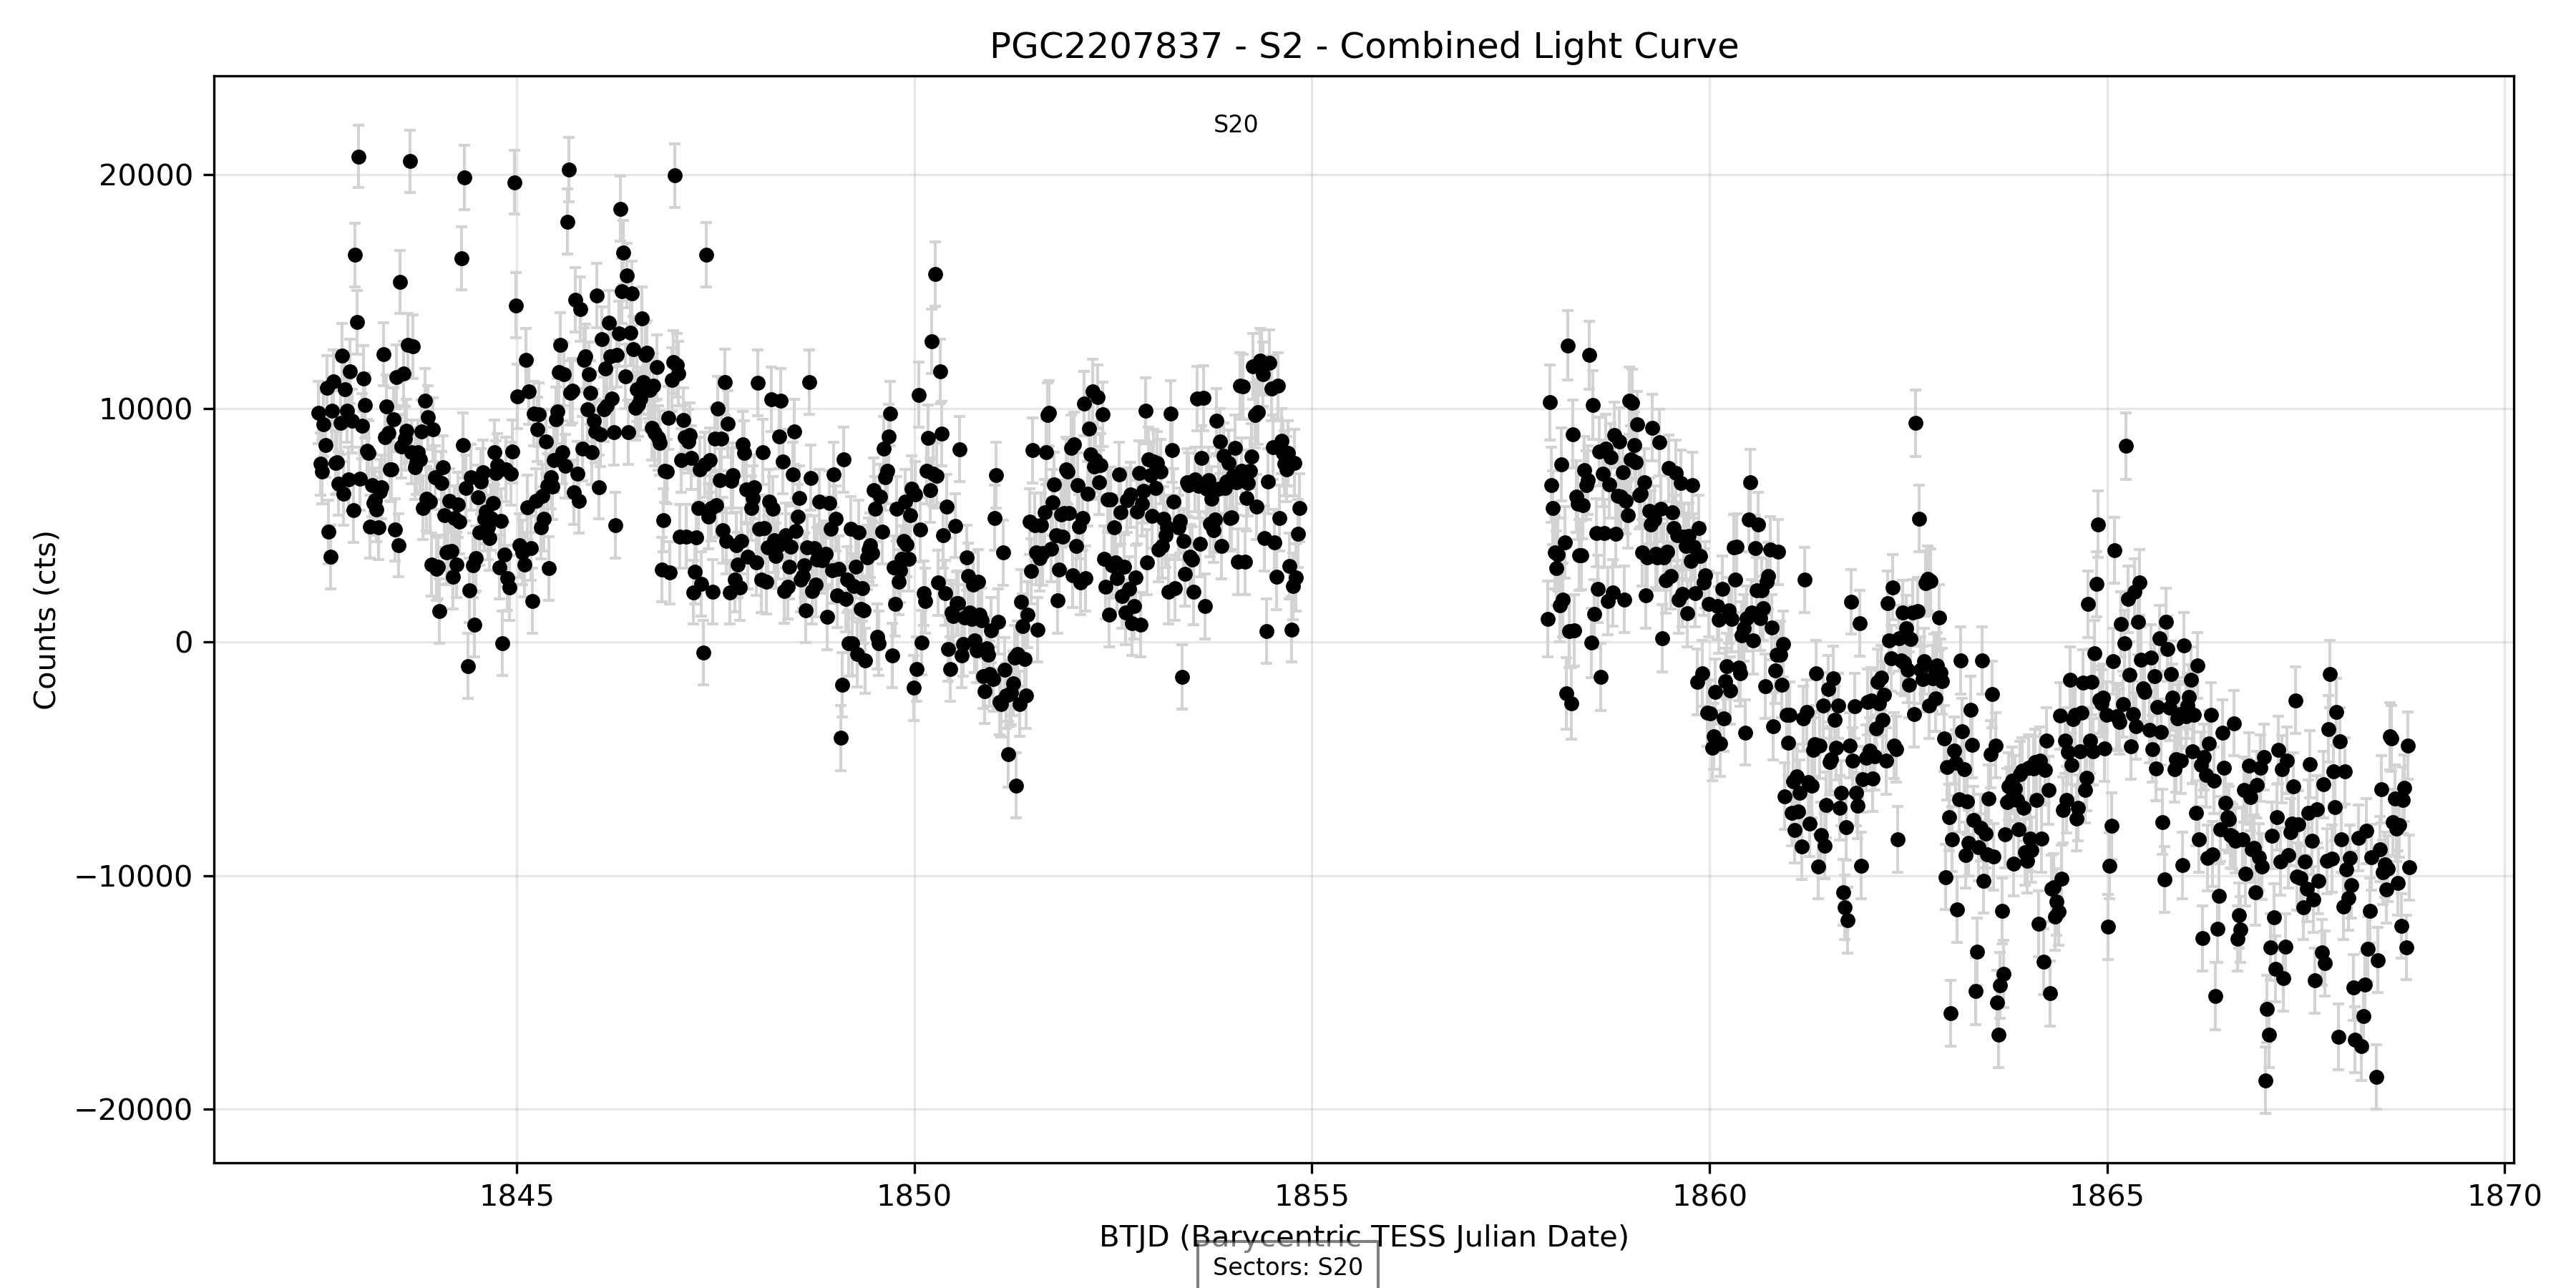 PGC2207837 - S2 - Combined Light Curve
S20
20000
10000
0
−10000
−20000
Counts (cts)
1845 1850 1855 1860 1865 1870
BTJD (Barycentric TESS Julian Date)
Sectors: S20